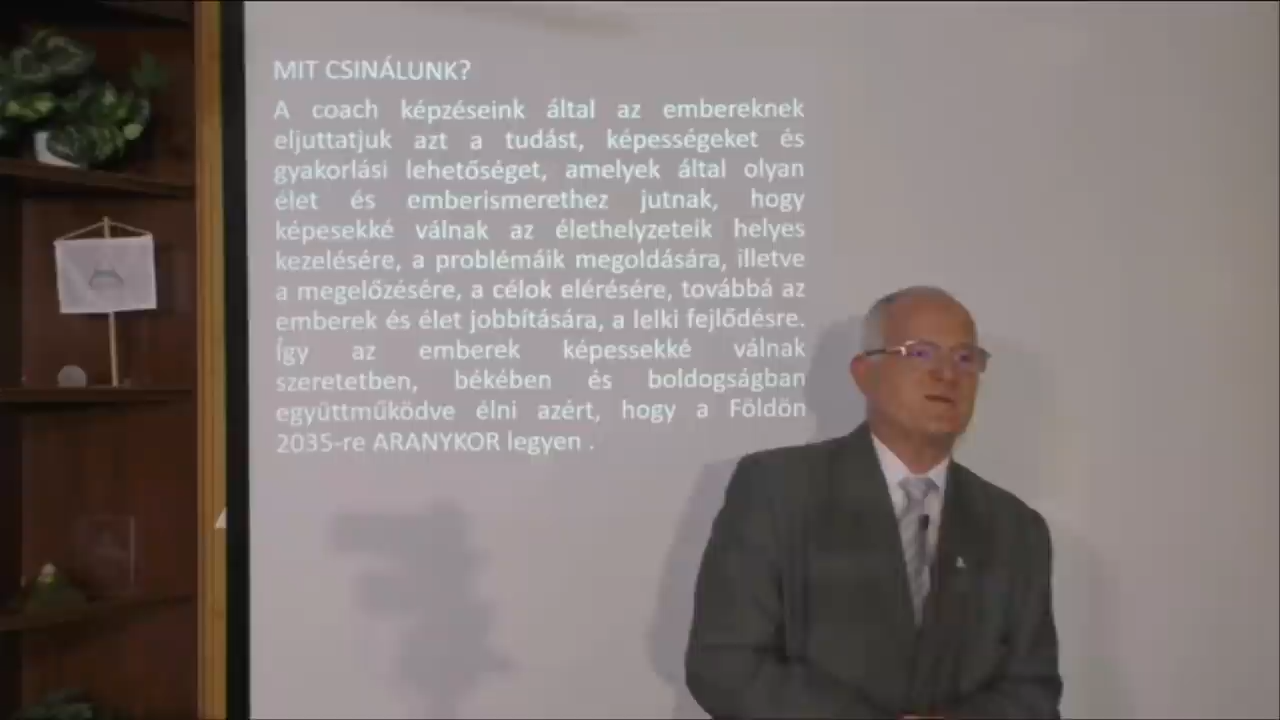 MIT CSINÁLUNK?
A coach képzéseink által az embereknek
eljuttatjuk azt a tudást, képességeket és
gyakorlási lehetőséget, amelyek által olyan
élet és emberismerethez jutnak, hogy
képesekké válnak az élethelyzeteik helyes
kezelésére, a problémáik megoldására, illetve
a megelőzésére, a célok elérésére, továbbá az
emberek és élet jobbítására, a lelki fejlődésre.
Így az emberek képessekké válnak
szeretetben, békében és boldogságban
együttműködve élni azért, hogy a Földön
2035-re ARANYKOR legyen .